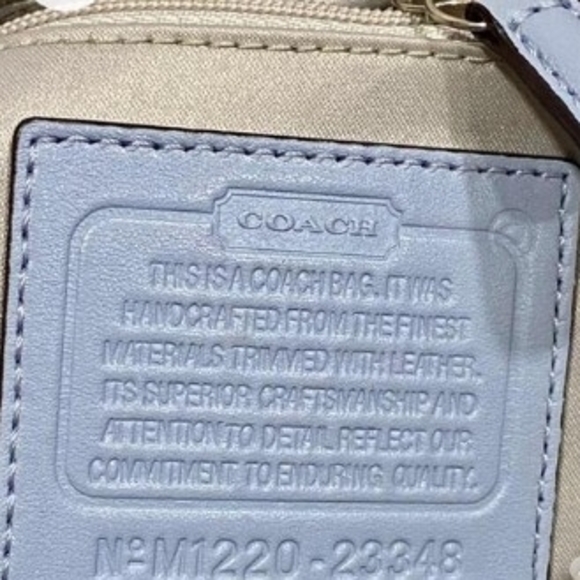 COACH
THIS IS A COACH BAG. IT WAS
HANDCRAFTED FROM THE FINEST
MATERIALS TRIMMED WITH LEATHER.
ITS SUPERIOR CRAFTSMANSHIP AND
ATTENTION TO DETAIL REFLECT OUR
COMMITMENT TO ENDURING QUALITY.
Nº M1220-23348